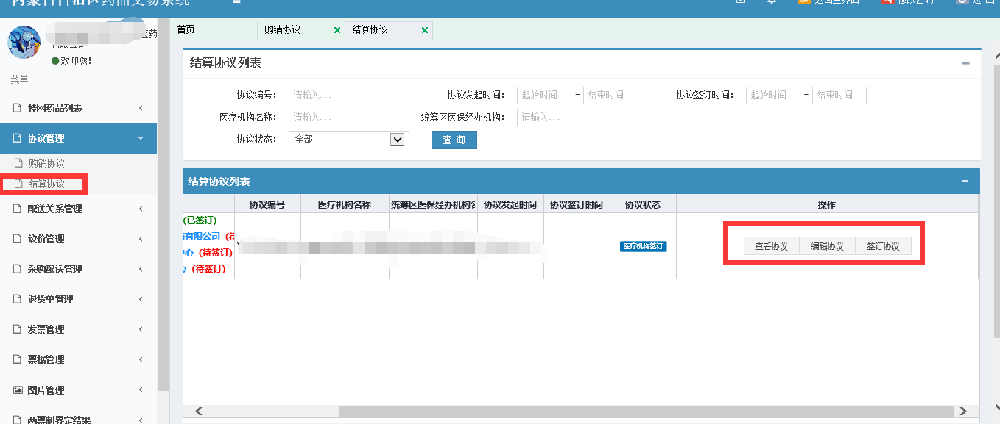 内蒙古自治区药品交易系统
返回主界面
修改密码
退出
医药
有限公司
欢迎您!
菜单
挂网药品列表
协议管理
购销协议
结算协议
配送关系管理
议价管理
采购配送管理
退货单管理
发票管理
票据管理
图片管理
两票制界定结果
首页
购销协议
结算协议
结算协议列表
协议编号:
请输入...
协议发起时间:
起始时间
-
结束时间
协议签订时间:
起始时间
-
结束时间
医疗机构名称:
请输入...
统筹区医保经办机构:
请输入...
协议状态:
全部
查 询
结算协议列表
协议编号
医疗机构名称
统筹区医保经办机构名
协议发起时间
协议签订时间
协议状态
操作
(已签订)
有限公司 (待
心 (待签订)
(待签订)
医疗机构签订
查看协议
编辑协议
签订协议